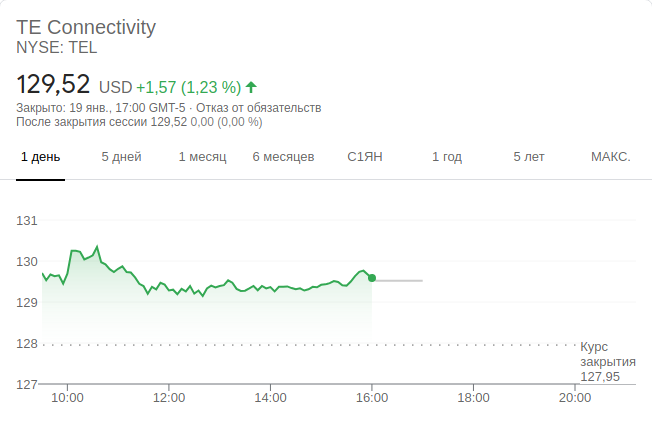 TE Connectivity
NYSE: TEL
129,52 USD +1,57 (1,23 %)
Закрыто: 19 янв., 17:00 GMT-5 · Отказ от обязательств
После закрытия сессии 129,52 0,00 (0,00 %)
1 день 5 дней 1 месяц 6 месяцев С1ЯН 1 год 5 лет МАКС.
131
130
129
128
Курс
закрытия
127,95
127
10:00 12:00 14:00 16:00 18:00 20:00